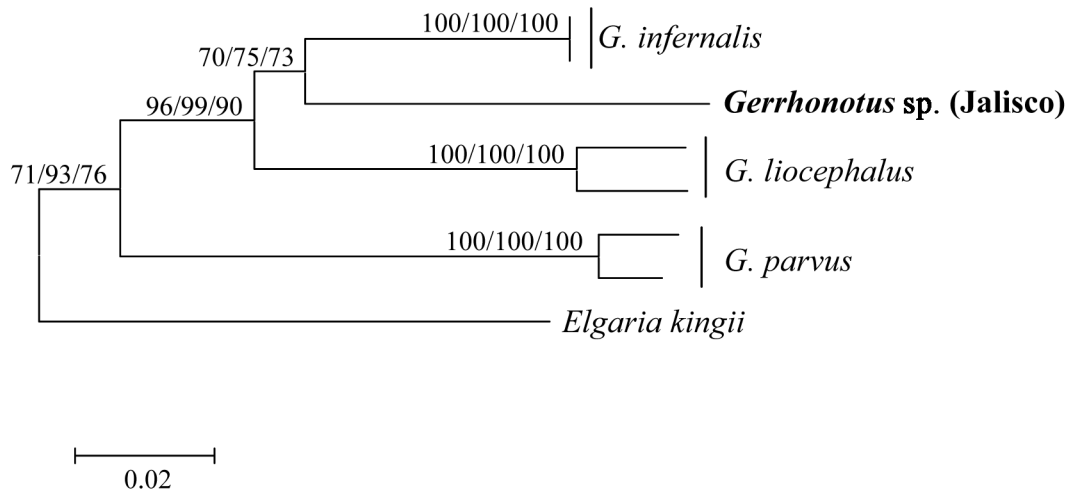 100/100/100
G. infernalis
70/75/73
Gerrhonotus sp. (Jalisco)
96/99/90
100/100/100
G. liocephalus
71/93/76
100/100/100
G. parvus
Elgaria kingii
0.02